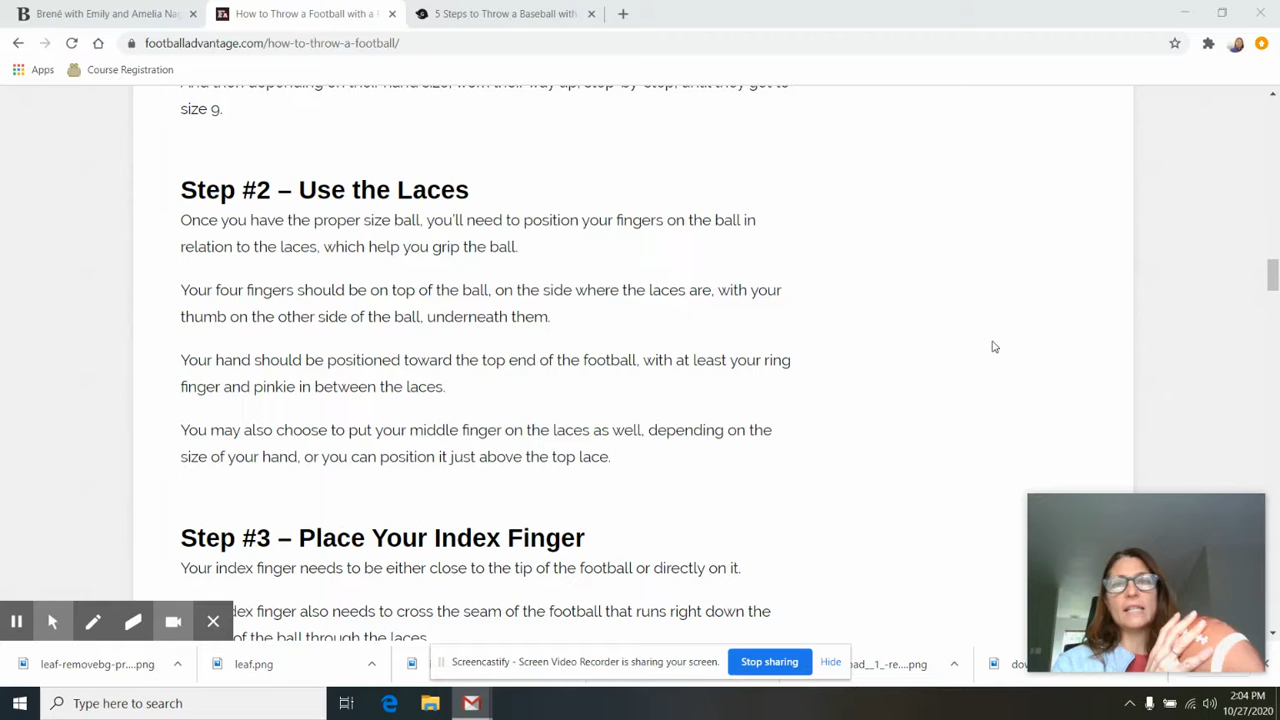 Brené with Emily and Amelia Nag
How to Throw a Football with a
5 Steps to Throw a Baseball with
footballadvantage.com/how-to-throw-a-football/
Apps
Course Registration
size 9.
Step #2 – Use the Laces
Once you have the proper size ball, you'll need to position your fingers on the ball in
relation to the laces, which help you grip the ball.
Your four fingers should be on top of the ball, on the side where the laces are, with your
thumb on the other side of the ball, underneath them.
Your hand should be positioned toward the top end of the football, with at least your ring
finger and pinkie in between the laces.
You may also choose to put your middle finger on the laces as well, depending on the
size of your hand, or you can position it just above the top lace.
Step #3 – Place Your Index Finger
Your index finger needs to be either close to the tip of the football or directly on it.
dex finger also needs to cross the seam of the football that runs right down the
of the ball through the laces
leaf-removebg-pr....png
leaf.png
Screencastify - Screen Video Recorder is sharing your screen.
Stop sharing
Hide
oad__1_-re....png
Type here to search
2:04 PM
10/27/2020